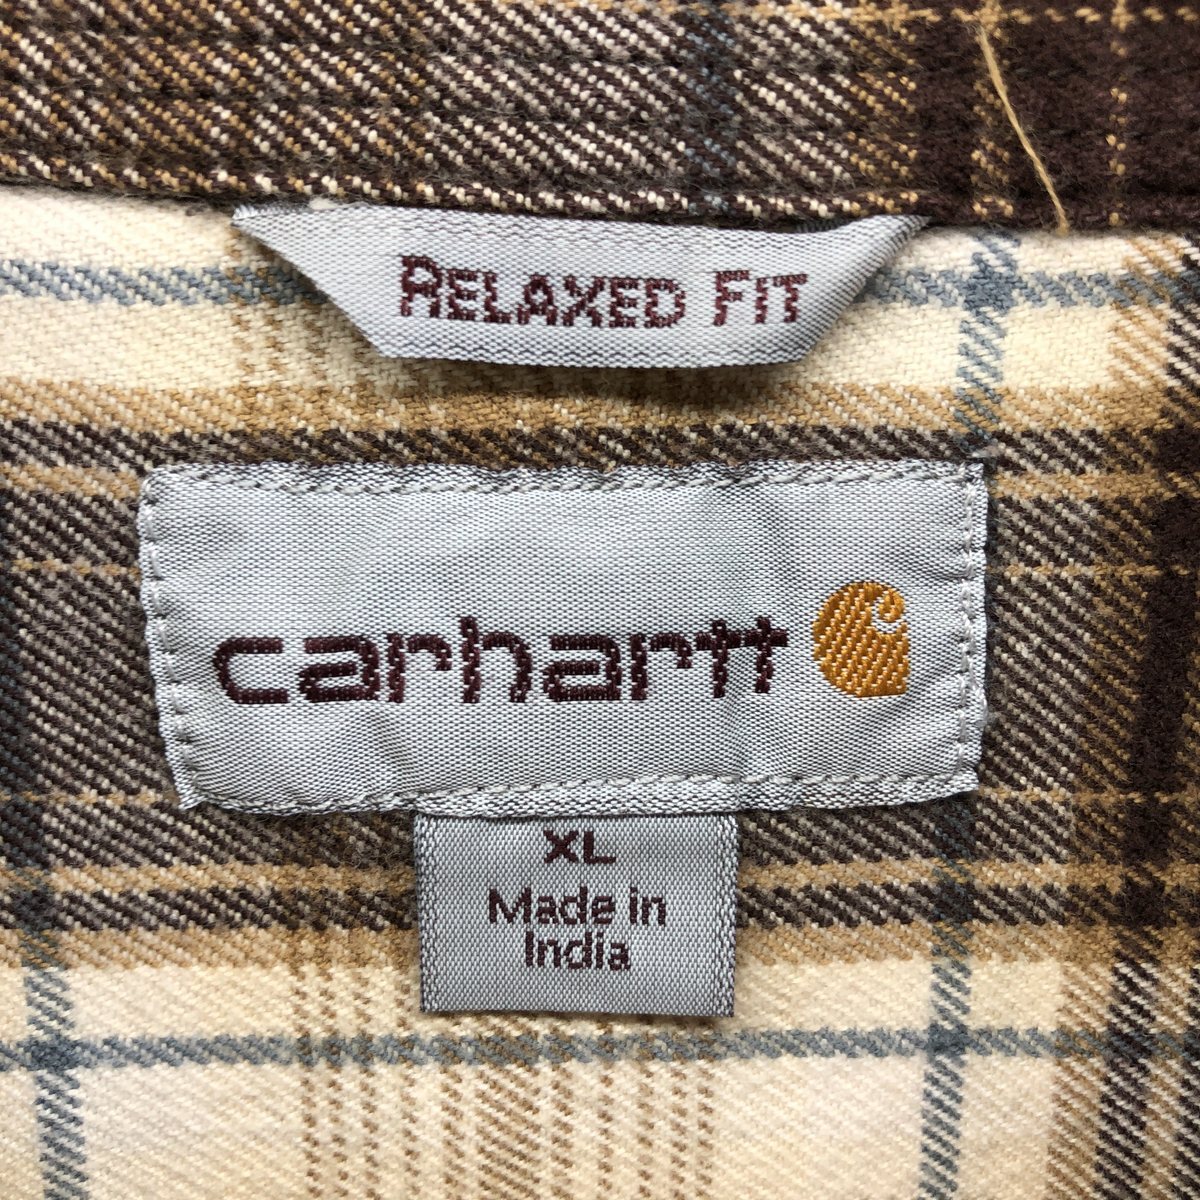 RELAXED FIT
carhartt
XL
Made in
India